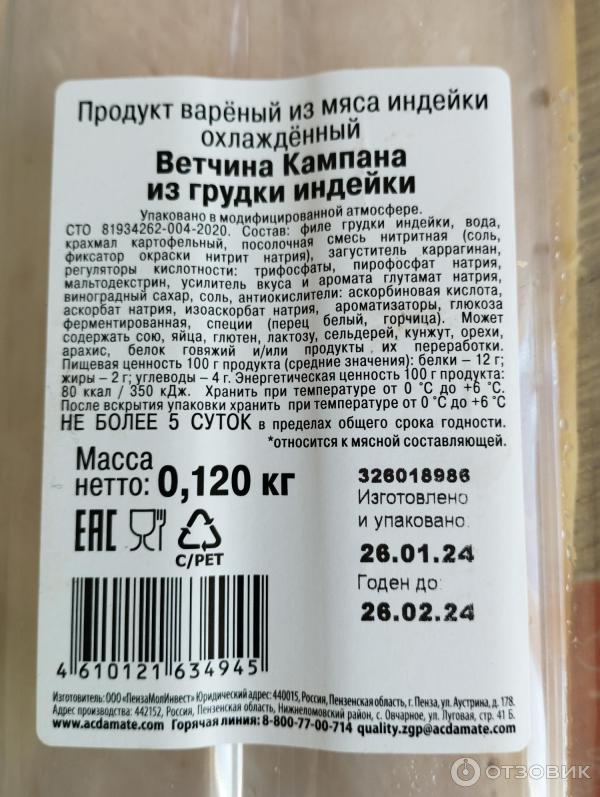 Продукт варёный из мяса индейки
охлаждённый
Ветчина Кампана
из грудки индейки
Упаковано в модифицированной атмосфере.
СТО 81934262-004-2020. Состав: филе грудки индейки, вода,
крахмал картофельный, посолочная смесь нитритная (соль,
фиксатор окраски нитрит натрия), загуститель каррагинан,
регуляторы кислотности: трифосфаты, пирофосфат натрия,
мальтодекстрин, усилитель вкуса и аромата глутамат натрия,
виноградный сахар, соль, антиокислители: аскорбиновая кислота,
аскорбат натрия, изоаскорбат натрия, ароматизаторы, глюкоза
ферментированная, специи (перец белый, горчица). Может
содержать сою, яйца, глютен, лактозу, сельдерей, кунжут, орехи,
арахис, белок говяжий и/или продукты их переработки.
Пищевая ценность 100 г продукта (средние значения): белки – 12 г;
жиры – 2 г; углеводы – 4 г. Энергетическая ценность 100 г продукта:
80 ккал / 350 кДж. Хранить при температуре от 0 °С до +6 °С.
После вскрытия упаковки хранить при температуре от 0 °С до +6 °С
НЕ БОЛЕЕ 5 СУТОК в пределах общего срока годности.
*относится к мясной составляющей.
Масса
нетто: 0,120 кг
EAC
C/PET
326018986
Изготовлено
и упаковано:
26.01.24
Годен до:
26.02.24
4 610121 634945
Изготовитель: ООО «ПензаМолИнвест» Юридический адрес: 440015, Россия, Пензенская область, г. Пенза, ул. Аустрина, д. 178.
Адрес производства: 442152, Россия, Пензенская область, Нижнеломовский район, с. Овчарное, ул. Луговая, стр. 41 Б.
www.acdamate.com Горячая линия: 8-800-77-00-714 quality.zgp@acdamate.com
ОТЗОВИК